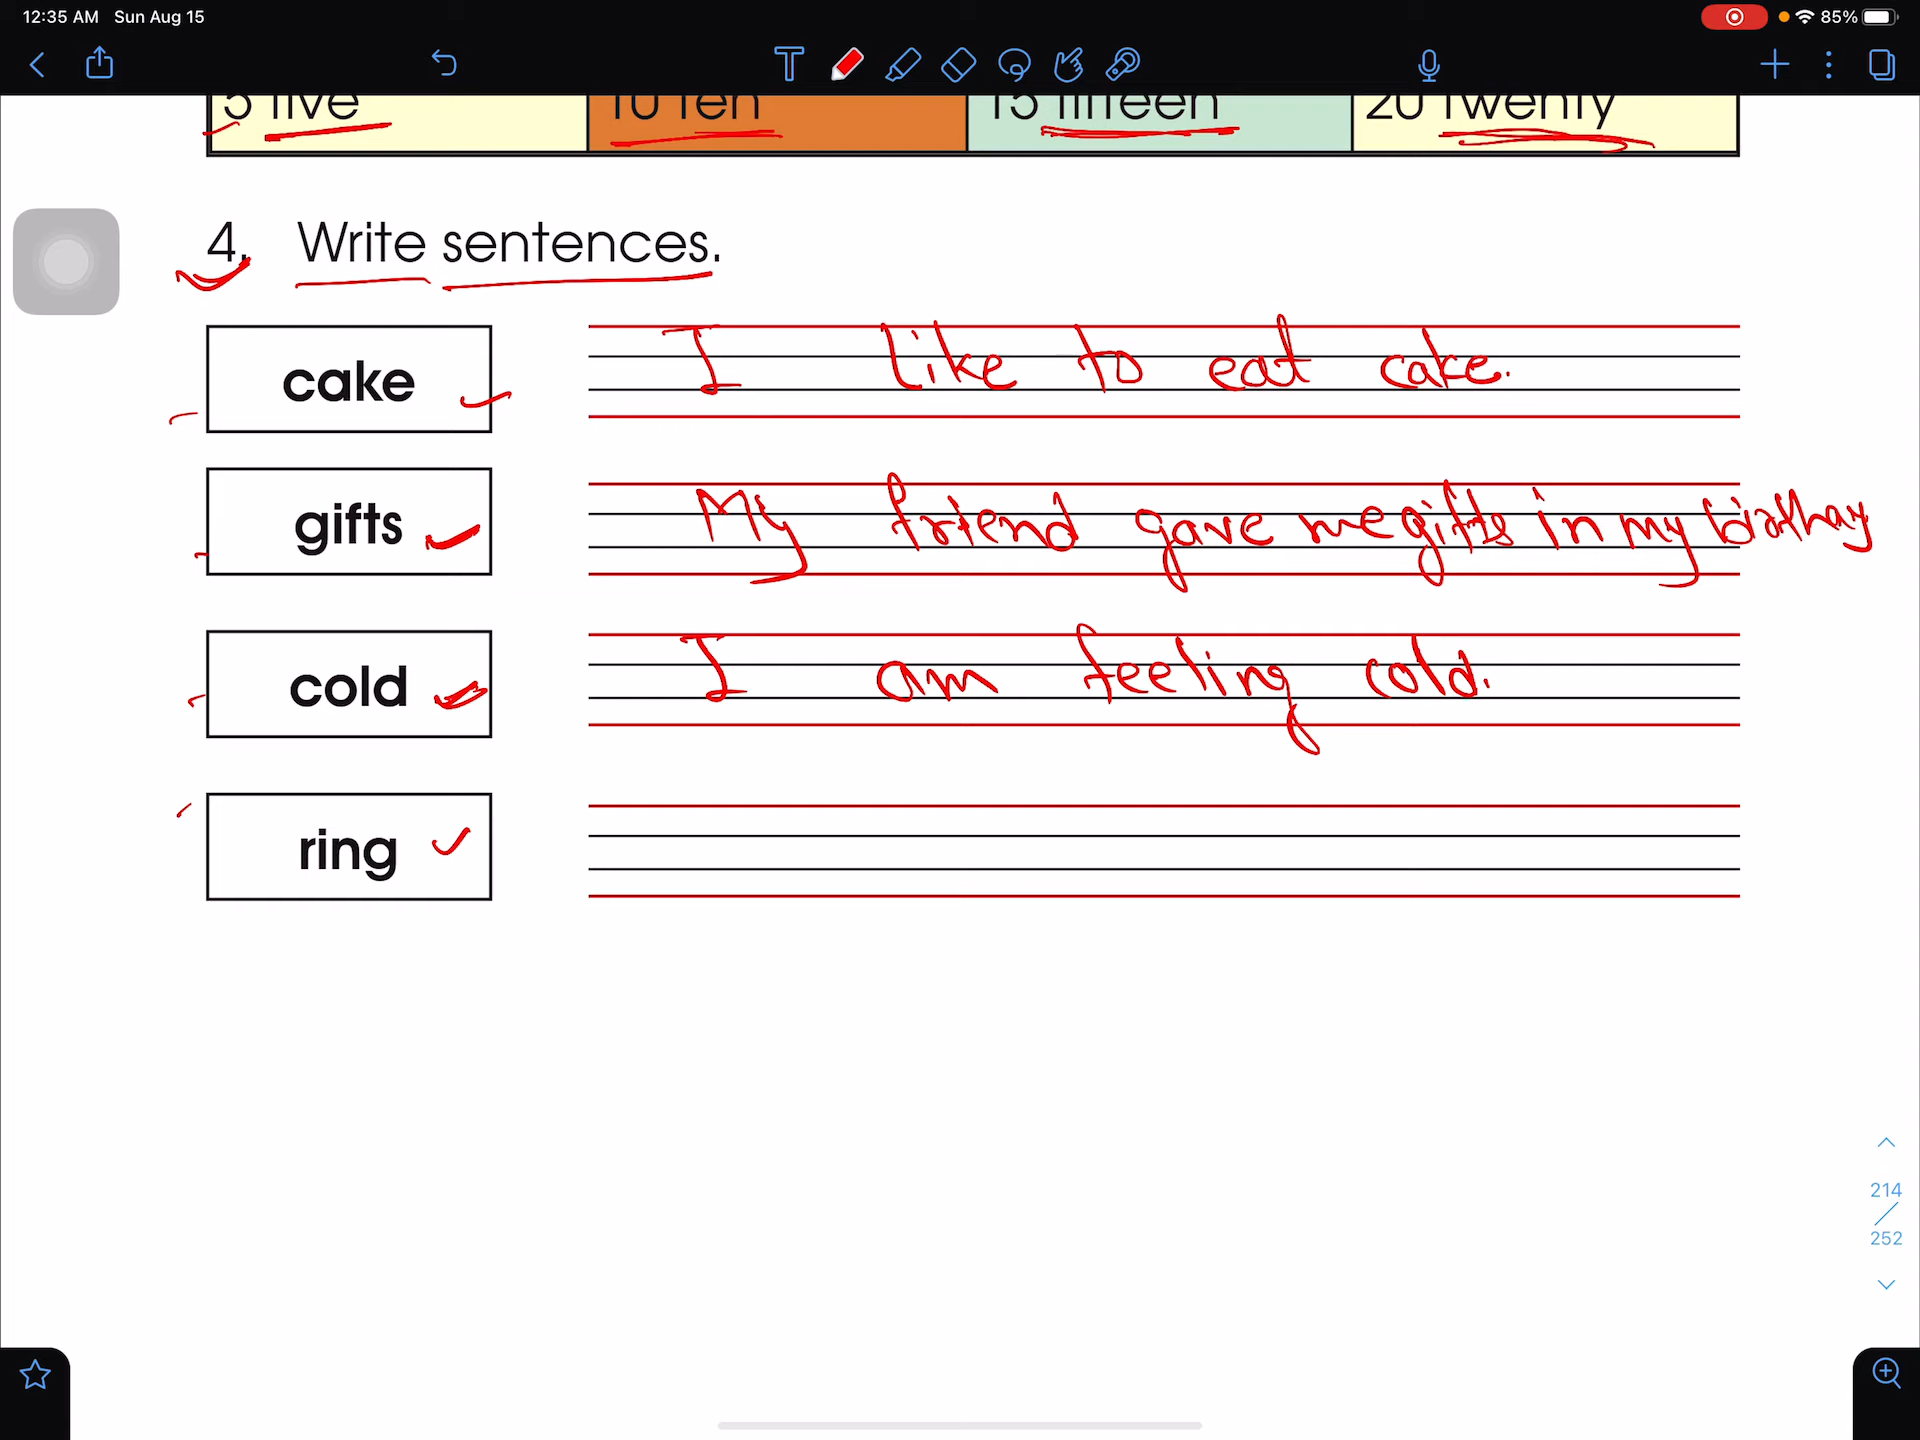 12:35 AM Sun Aug 15 85%
5 five 10 Ten 15 fifteen 20 Twenty
4. Write sentences.
cake I like to eat cake.
gifts My friend gave me gifts in my birthay
cold I am feeling cold.
ring
214
252